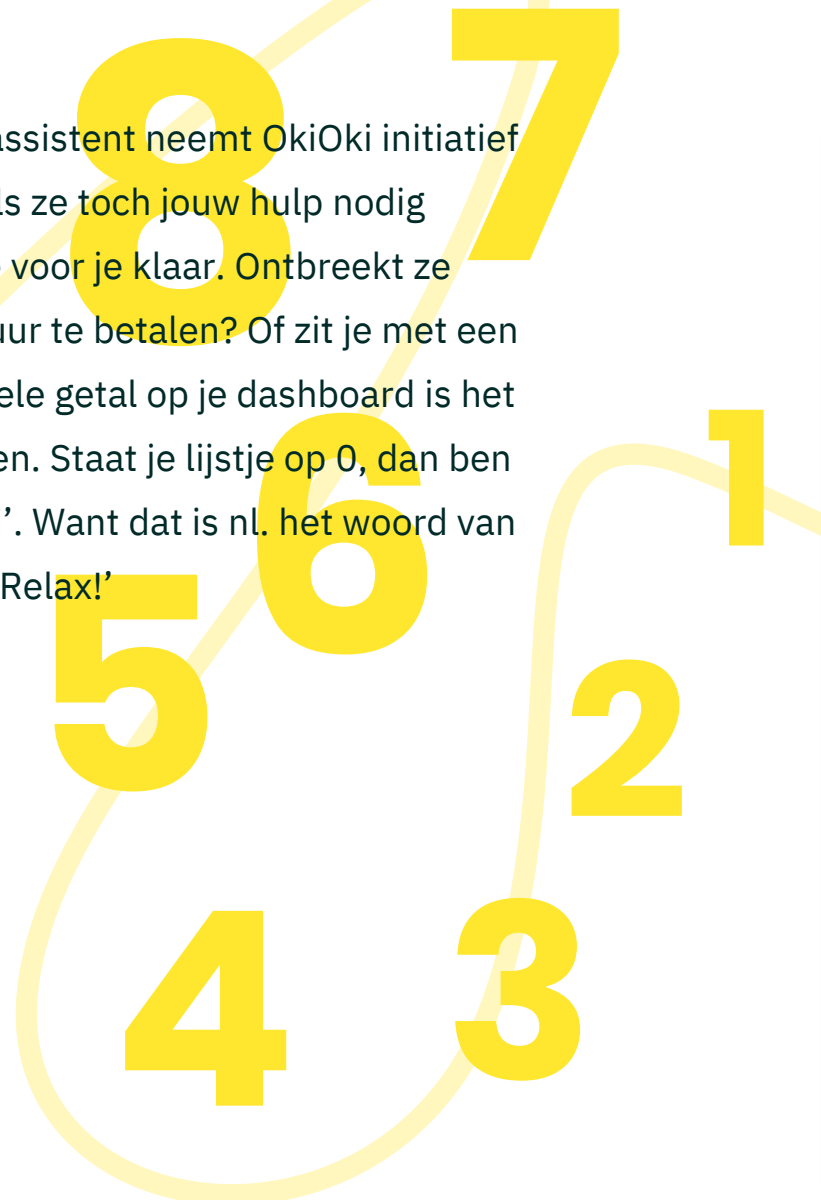 8
7
assistent neemt OkiOki initiatief
ls ze toch jouw hulp nodig
voor je klaar. Ontbreekt ze
uur te betalen? Of zit je met een
ele getal op je dashboard is het
en. Staat je lijstje op 0, dan ben
’. Want dat is nl. het woord van
Relax!’
6
1
5
2
4
3